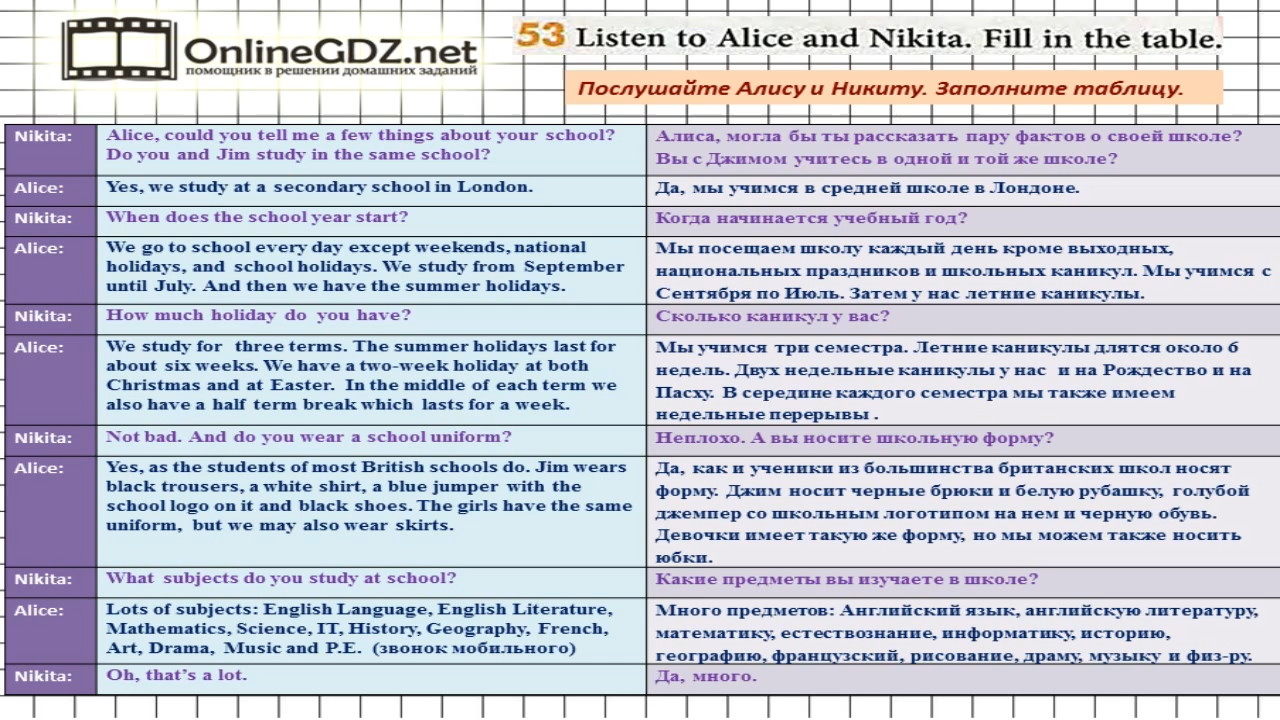 53 Listen to Alice and Nikita. Fill in the table.
OnlineGDZ.net
помощник в решении домашних заданий
Послушайте Алису и Никиту. Заполните таблицу.
Nikita:
Alice, could you tell me a few things about your school?
Do you and Jim study in the same school?
Алиса, могла бы ты рассказать пару фактов о своей школе?
Вы с Джимом учитесь в одной и той же школе?
Alice:
Yes, we study at a secondary school in London.
Да, мы учимся в средней школе в Лондоне.
Nikita:
When does the school year start?
Когда начинается учебный год?
Alice:
We go to school every day except weekends, national
holidays, and school holidays. We study from September
until July. And then we have the summer holidays.
Мы посещаем школу каждый день кроме выходных,
национальных праздников и школьных каникул. Мы учимся с
Сентября по Июль. Затем у нас летние каникулы.
Nikita:
How much holiday do you have?
Сколько каникул у вас?
Alice:
We study for three terms. The summer holidays last for
about six weeks. We have a two-week holiday at both
Christmas and at Easter. In the middle of each term we
also have a half term break which lasts for a week.
Мы учимся три семестра. Летние каникулы длятся около 6
недель. Двух недельные каникулы у нас и на Рождество и на
Пасху. В середине каждого семестра мы также имеем
недельные перерывы .
Nikita:
Not bad. And do you wear a school uniform?
Неплохо. А вы носите школьную форму?
Alice:
Yes, as the students of most British schools do. Jim wears
black trousers, a white shirt, a blue jumper with the
school logo on it and black shoes. The girls have the same
uniform, but we may also wear skirts.
Да, как и ученики из большинства британских школ носят
форму. Джим носит черные брюки и белую рубашку, голубой
джемпер со школьным логотипом на нем и черную обувь.
Девочки имеет такую же форму, но мы можем также носить
юбки.
Nikita:
What subjects do you study at school?
Какие предметы вы изучаете в школе?
Alice:
Lots of subjects: English Language, English Literature,
Mathematics, Science, IT, History, Geography, French,
Art, Drama, Music and P.E. (звонок мобильного)
Много предметов: Английский язык, английскую литературу,
математику, естествознание, информатику, историю,
географию, французский, рисование, драму, музыку и физ-ру.
Nikita:
Oh, that’s a lot.
Да, много.